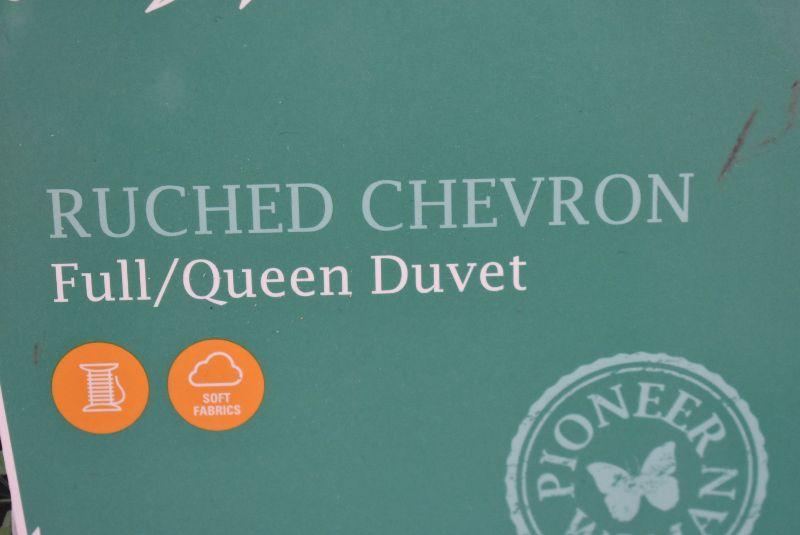 RUCHED CHEVRON
Full/Queen Duvet
SOFT
FABRICS
PIONEER